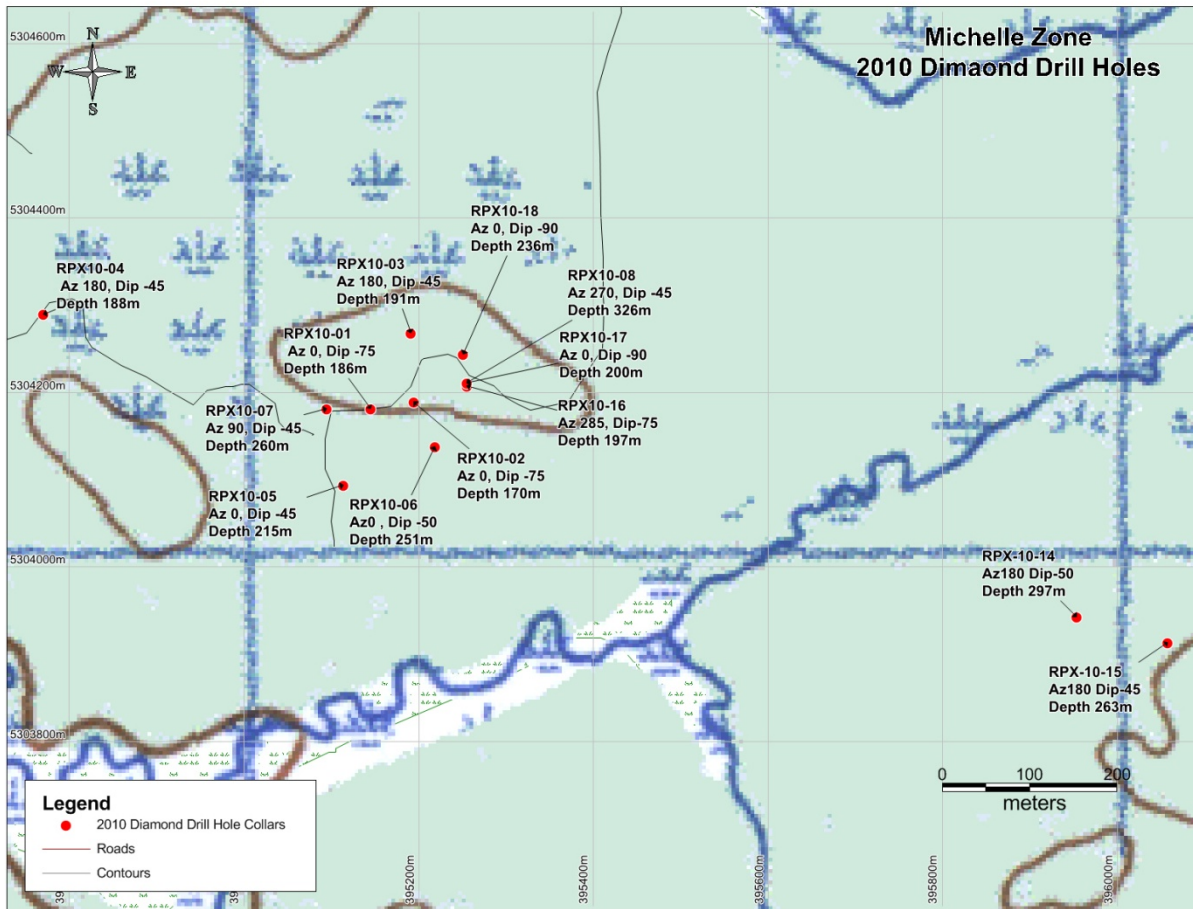 Michelle Zone
2010 Dimaond Drill Holes
N
W E
S
5304600m
5304400m
5304200m
5304000m
5303800m
RPX10-18
Az 0, Dip -90
Depth 236m
RPX10-04
Az 180, Dip -45
Depth 188m
RPX10-03
Az 180, Dip -45
Depth 191m
RPX10-08
Az 270, Dip -45
Depth 326m
RPX10-01
Az 0, Dip -75
Depth 186m
RPX10-17
Az 0, Dip -90
Depth 200m
RPX10-07
Az 90, Dip -45
Depth 260m
RPX10-16
Az 285, Dip-75
Depth 197m
RPX10-02
Az 0, Dip -75
Depth 170m
RPX10-05
Az 0, Dip -45
Depth 215m
RPX10-06
Az0 , Dip -50
Depth 251m
RPX-10-14
Az180 Dip-50
Depth 297m
RPX-10-15
Az180 Dip-45
Depth 263m
0 100 200
meters
Legend
2010 Diamond Drill Hole Collars
Roads
Contours
395200m
395400m
395600m
395800m
396000m